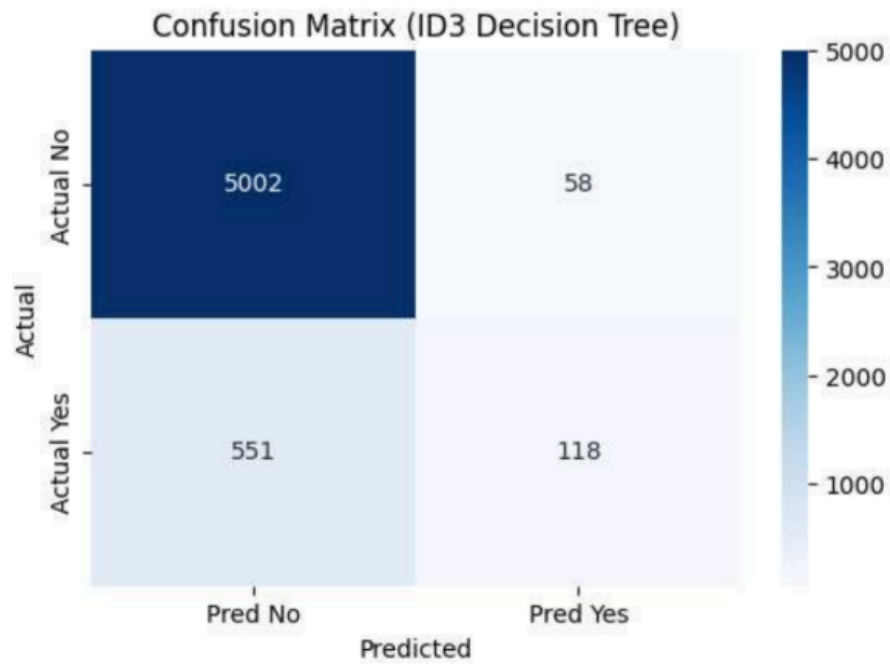 Confusion Matrix (ID3 Decision Tree)
5000
4000
3000
2000
1000
Actual
Actual No
5002
58
Actual Yes
551
118
Pred No
Pred Yes
Predicted